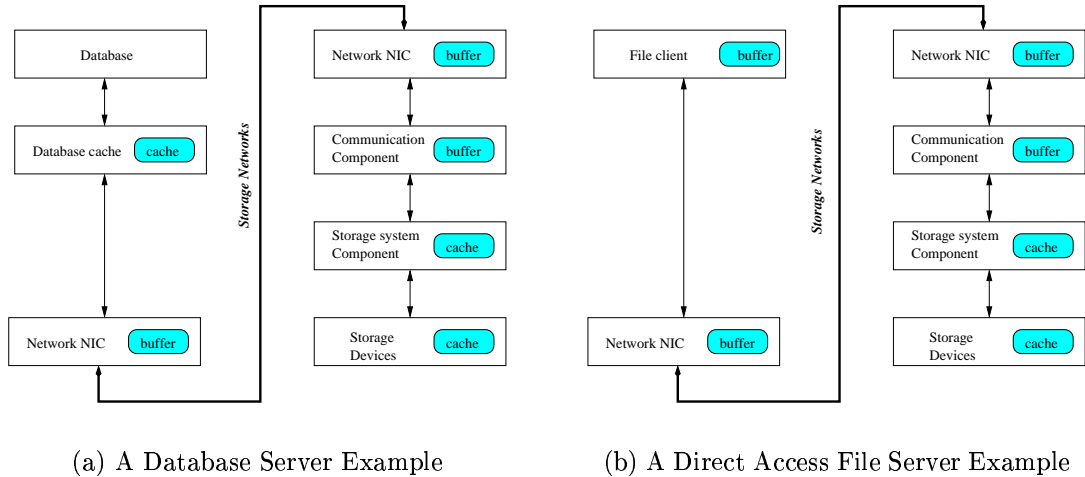 Database
Database cache
cache
Network NIC
buffer
Storage Networks
Network NIC
buffer
Communication
Component
buffer
Storage system
Component
cache
Storage
Devices
cache
(a) A Database Server Example
File client
buffer
Network NIC
buffer
Storage Networks
Network NIC
buffer
Communication
Component
buffer
Storage system
Component
cache
Storage
Devices
cache
(b) A Direct Access File Server Example